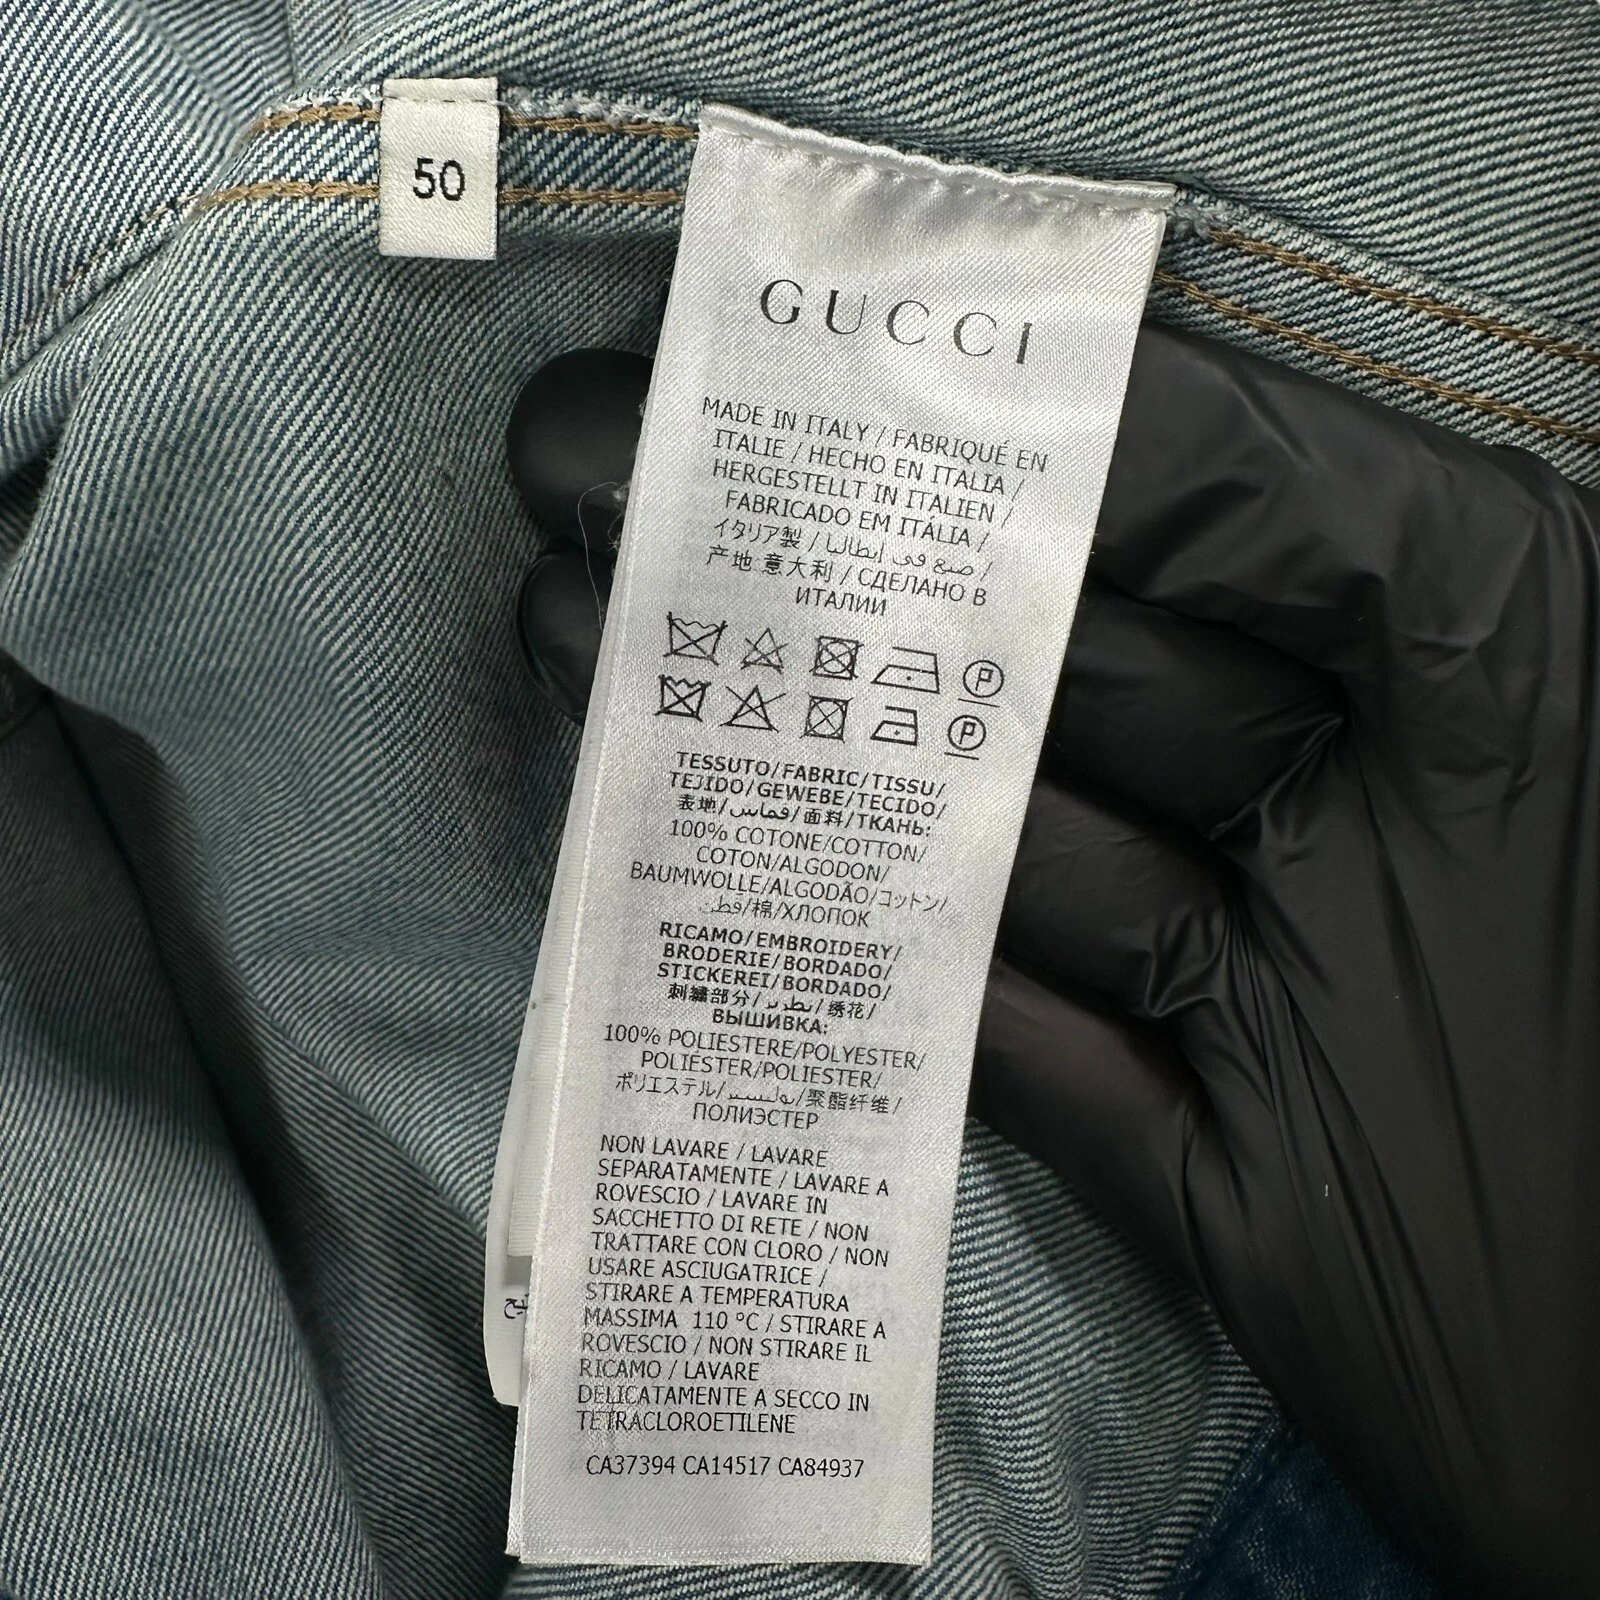 50
GUCCI
MADE IN ITALY / FABRIQUÉ EN
ITALIE / HECHO EN ITALIA /
HERGESTELLT IN ITALIEN /
FABRICADO EM ITÁLIA /
イタリア製 / صنع في إيطاليا /
产地:意大利 / СДЕЛАНО В
ИТАЛИИ
P
P
TESSUTO/FABRIC/TISSU/
TEJIDO/GEWEBE/TECIDO/
表地/قماس/面料/ТКАНЬ:
100% COTONE/COTTON/
COTON/ALGODON/
BAUMWOLLE/ALGODÃO/コットン/
قطن/棉/ХЛОПОК
RICAMO/EMBROIDERY/
BRODERIE/BORDADO/
STICKEREI/BORDADO/
刺繍部分/تطريز/绣花/
ВЫШИВКА:
100% POLIESTERE/POLYESTER/
POLIÉSTER/POLIESTER/
ポリエステル/بوليستر/聚酯纤维/
ПОЛИЭСТЕР
NON LAVARE / LAVARE
SEPARATAMENTE / LAVARE A
ROVESCIO / LAVARE IN
SACCHETTO DI RETE / NON
TRATTARE CON CLORO / NON
USARE ASCIUGATRICE /
STIRARE A TEMPERATURA
MASSIMA 110 °C / STIRARE A
ROVESCIO / NON STIRARE IL
RICAMO / LAVARE
DELICATAMENTE A SECCO IN
TETRACLOROETILENE
CA37394 CA14517 CA84937